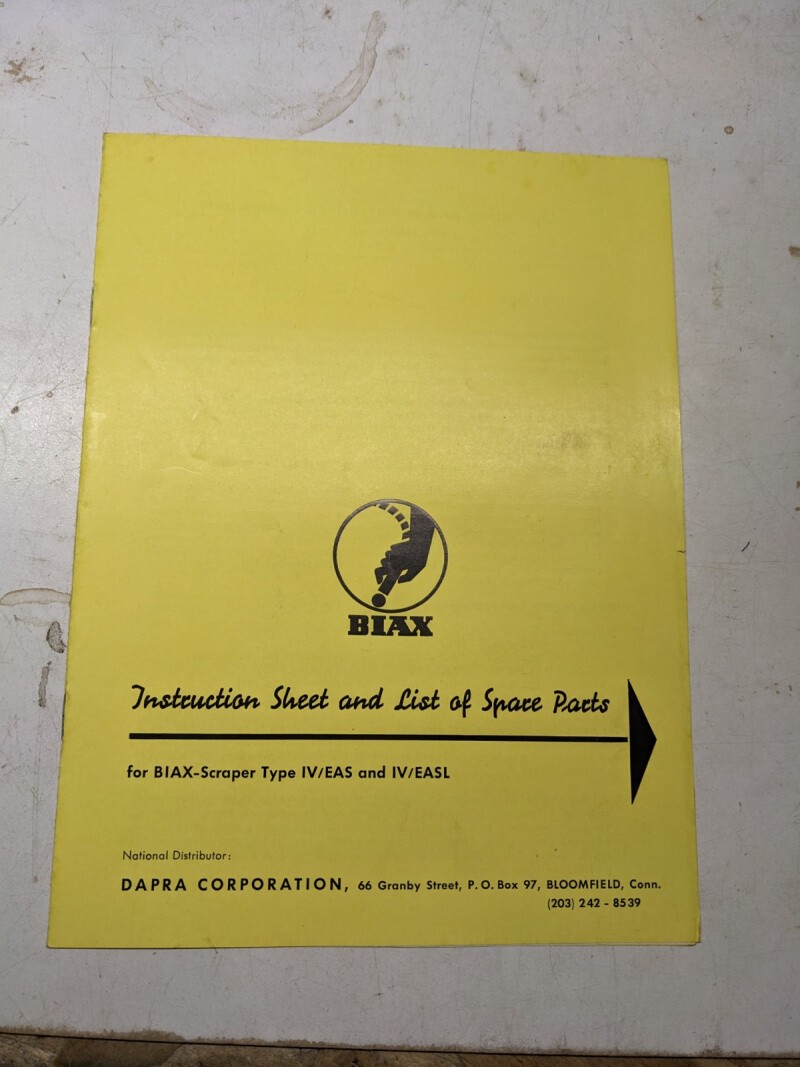 BIAX
Instruction Sheet and List of Spare Parts
for BIAX-Scraper Type IV/EAS and IV/EASL
National Distributor:
DAPRA CORPORATION, 66 Granby Street, P.O. Box 97, BLOOMFIELD, Conn.
(203) 242 - 8539